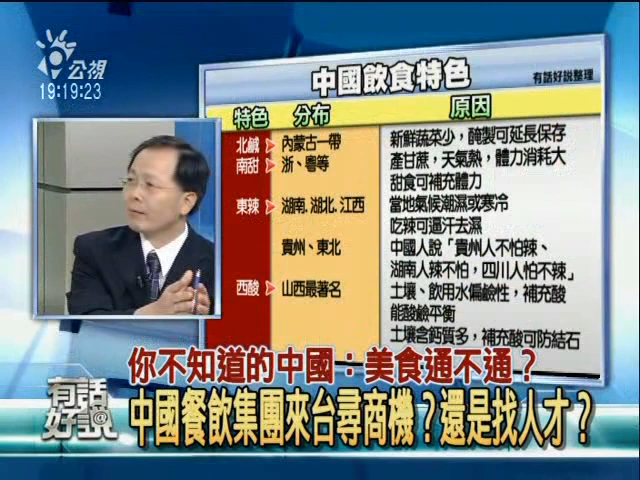 公視
19:19:23
中國飲食特色
有話好說整理
特色 分布 原因
北鹹 內蒙古一帶 新鮮蔬菜少，醃製可延長保存
南甜 浙、粵等 產甘蔗，天氣熱，體力消耗大
甜食可補充體力
東辣 湖南.湖北.江西 當地氣候潮濕或寒冷
吃辣可逼汗去濕
貴州、東北 中國人說「貴州人不怕辣、
湖南人辣不怕，四川人怕不辣」
西酸 山西最著名 土壤、飲用水偏鹼性，補充酸
能酸鹼平衡
土壤含鈣質多，補充酸可防結石
你不知道的中國：美食通不通？
有話好說@
中國餐飲集團來台尋商機？還是找人才？